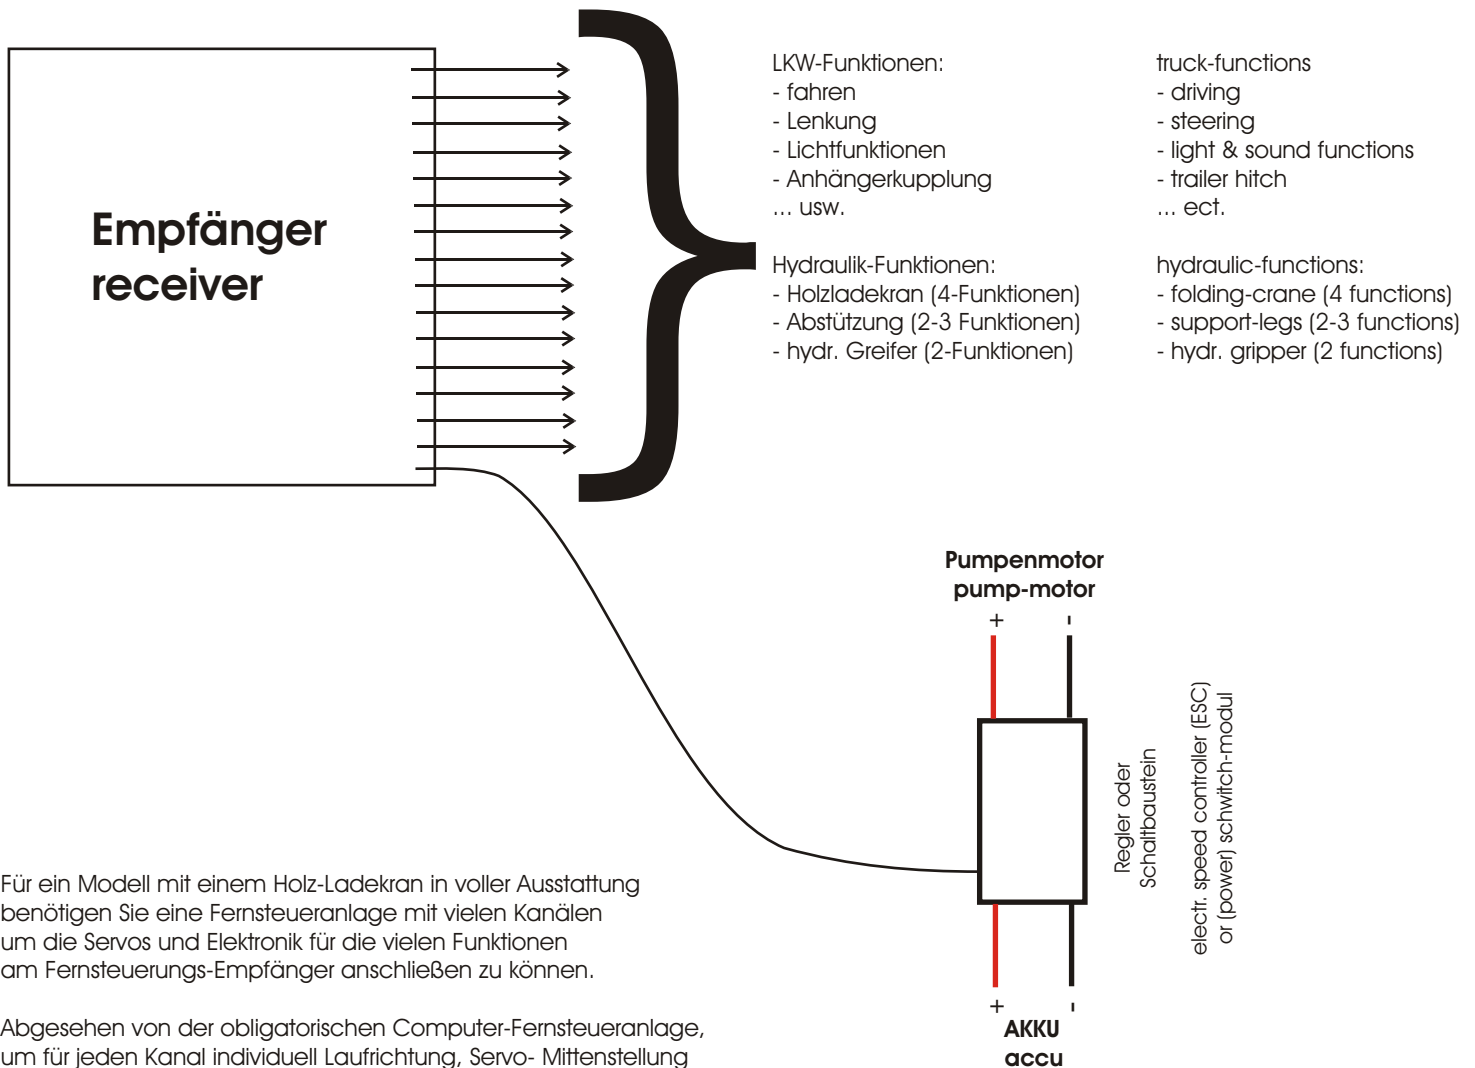 Empfänger
receiver
LKW-Funktionen:
- fahren
- Lenkung
- Lichtfunktionen
- Anhängerkupplung
... usw.
Hydraulik-Funktionen:
- Holzladekran (4-Funktionen)
- Abstützung (2-3 Funktionen)
- hydr. Greifer (2-Funktionen)
truck-functions
- driving
- steering
- light & sound functions
- trailer hitch
... ect.
hydraulic-functions:
- folding-crane (4 functions)
- support-legs (2-3 functions)
- hydr. gripper (2 functions)
Pumpenmotor
pump-motor
+ -
Regler oder
Schaltbaustein
electr. speed controller (ESC)
or (power) schwitch-modul
+ -
AKKU
accu
Für ein Modell mit einem Holz-Ladekran in voller Ausstattung
benötigen Sie eine Fernsteueranlage mit vielen Kanälen
um die Servos und Elektronik für die vielen Funktionen
am Fernsteuerungs-Empfänger anschließen zu können.
Abgesehen von der obligatorischen Computer-Fernsteueranlage,
um für jeden Kanal individuell Laufrichtung, Servo- Mittenstellung